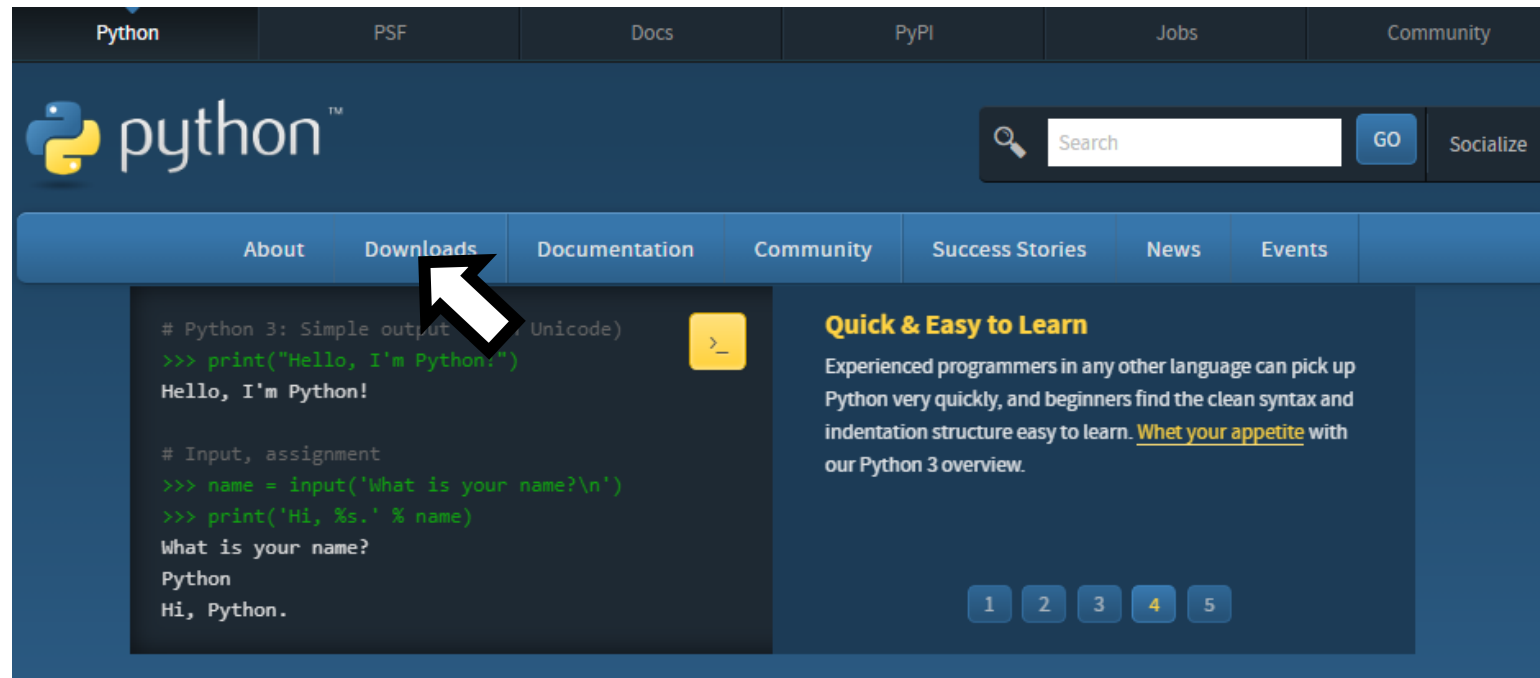 Python PSF Docs PyPI Jobs Community
python™
Search GO Socialize
About Downloads Documentation Community Success Stories News Events
# Python 3: Simple output Unicode)
>>> print("Hello, I'm Python!")
Hello, I'm Python!
# Input, assignment
>>> name = input('What is your name?\n')
>>> print('Hi, %s.' % name)
What is your name?
Python
Hi, Python.
>_
Quick & Easy to Learn
Experienced programmers in any other language can pick up
Python very quickly, and beginners find the clean syntax and
indentation structure easy to learn. Whet your appetite with
our Python 3 overview.
1 2 3 4 5